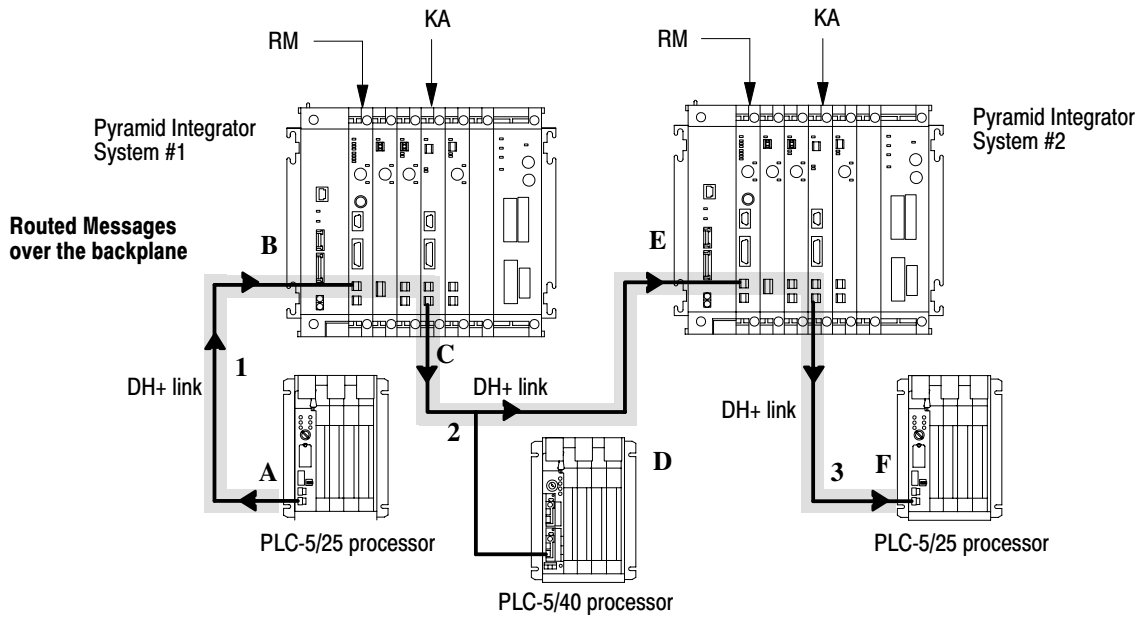 KA
RM
KA
RM
Pyramid Integrator
System #1
Pyramid Integrator
System #2
Routed Messages
over the backplane
B
E
C
1
DH+ link
DH+ link
DH+ link
2
A
D
3
F
PLC-5/25 processor
PLC-5/25 processor
PLC-5/40 processor